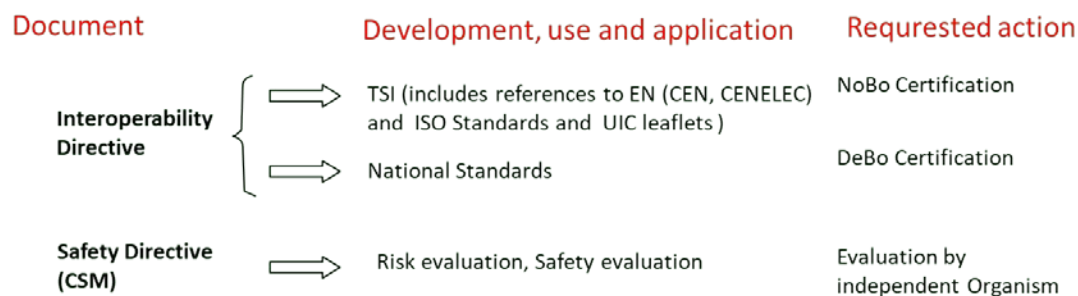 Document
Development, use and application
Requrested action
Interoperability
Directive
TSI (includes references to EN (CEN, CENELEC)
and ISO Standards and UIC leaflets )
NoBo Certification
National Standards
DeBo Certification
Safety Directive
(CSM)
Risk evaluation, Safety evaluation
Evaluation by
independent Organism